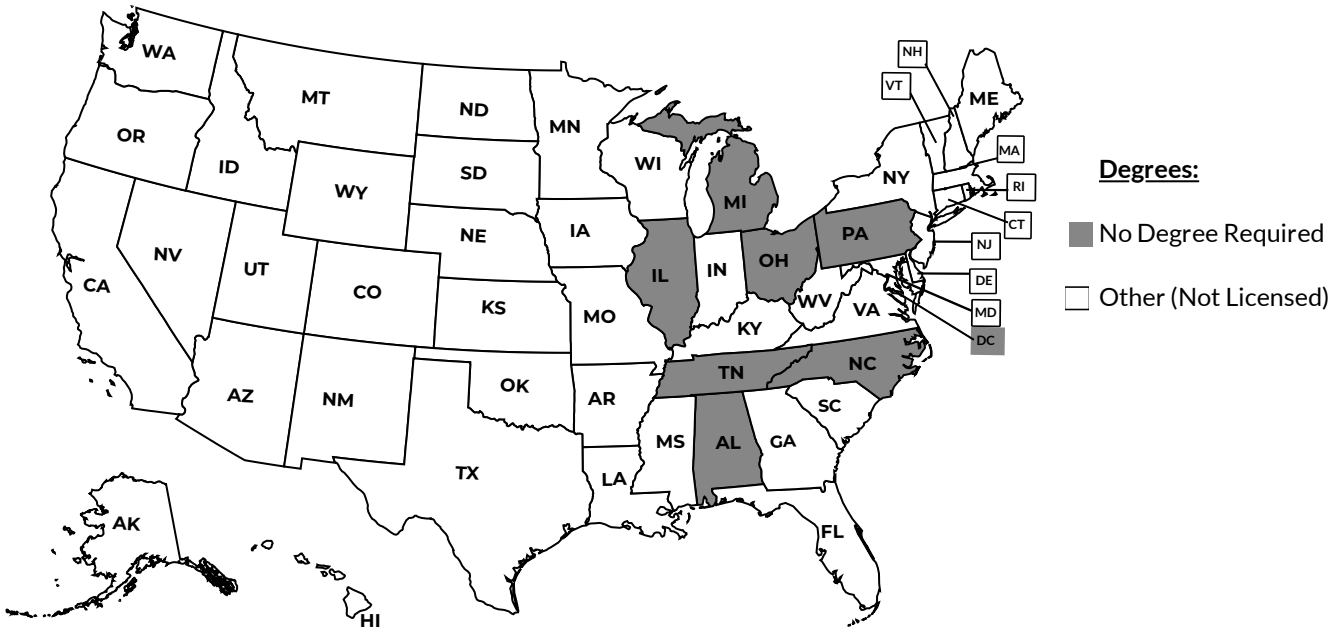 WA
MT
ND
MN
OR
ID
WY
SD
WI
MI
NY
ME
NH
VT
MA
RI
CT
NJ
DE
MD
DC
NV
UT
CA
CO
NE
IA
KS
MO
IL
IN
OH
PA
WV
VA
KY
AZ
NM
OK
AR
TN
NC
SC
MS
AL
GA
TX
LA
FL
AK
HI
Degrees:
No Degree Required
Other (Not Licensed)